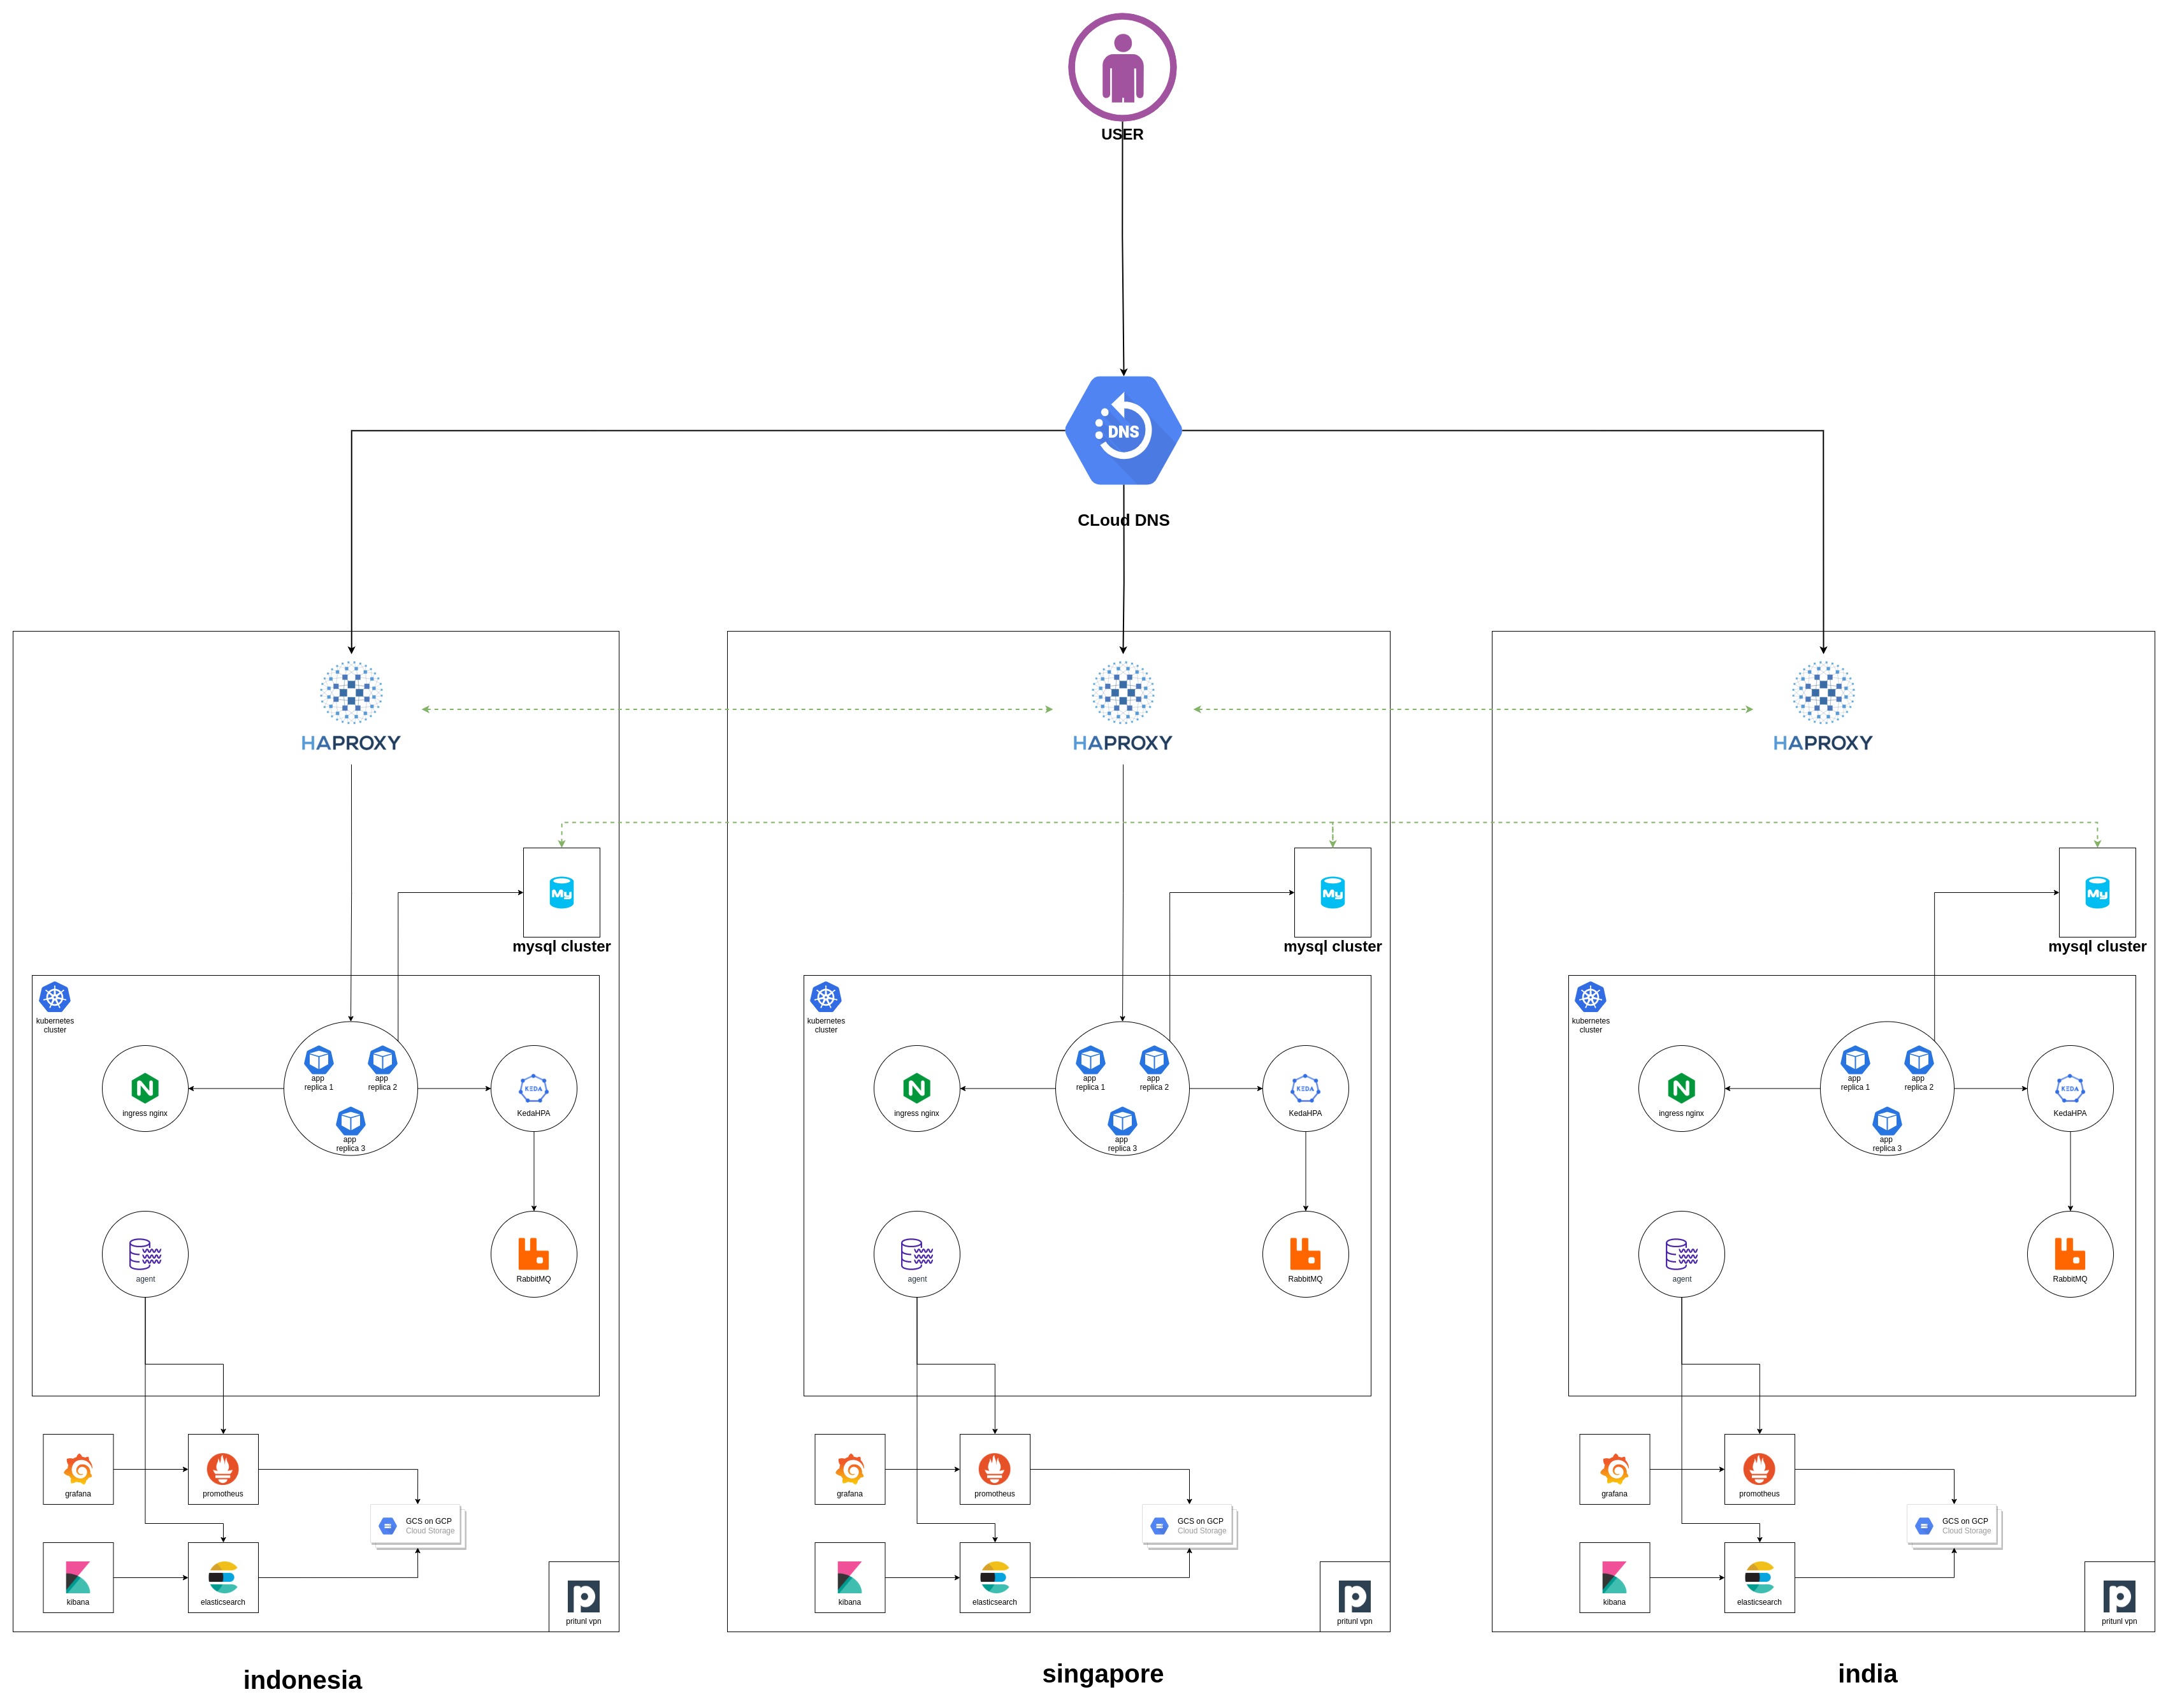 USER
DNS
CLoud DNS
HAPROXY
HAPROXY
HAPROXY
My
mysql cluster
My
mysql cluster
My
mysql cluster
kubernetes
cluster
app
replica 1
app
replica 2
app
replica 3
ingress nginx
KEDA
KedaHPA
agent
RabbitMQ
kubernetes
cluster
app
replica 1
app
replica 2
app
replica 3
ingress nginx
KEDA
KedaHPA
agent
RabbitMQ
kubernetes
cluster
app
replica 1
app
replica 2
app
replica 3
ingress nginx
KEDA
KedaHPA
agent
RabbitMQ
grafana
promotheus
GCS on GCP
Cloud Storage
kibana
elasticsearch
pritunl vpn
grafana
promotheus
GCS on GCP
Cloud Storage
kibana
elasticsearch
pritunl vpn
grafana
promotheus
GCS on GCP
Cloud Storage
kibana
elasticsearch
pritunl vpn
indonesia
singapore
india